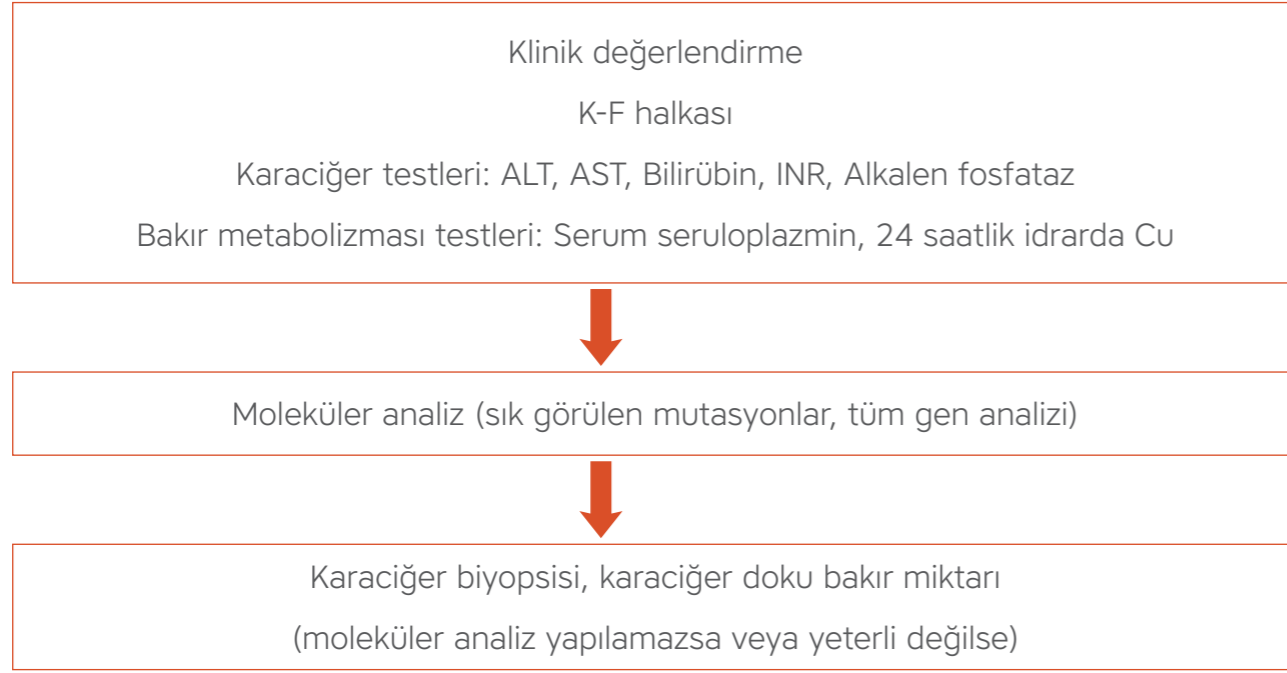 Klinik değerlendirme
K-F halkası
Karaciğer testleri: ALT, AST, Bilirübin, INR, Alkalen fosfataz
Bakır metabolizması testleri: Serum seruloplazmin, 24 saatlik idrarda Cu
Moleküler analiz (sık görülen mutasyonlar, tüm gen analizi)
Karaciğer biyopsisi, karaciğer doku bakır miktarı
(moleküler analiz yapılamazsa veya yeterli değilse)